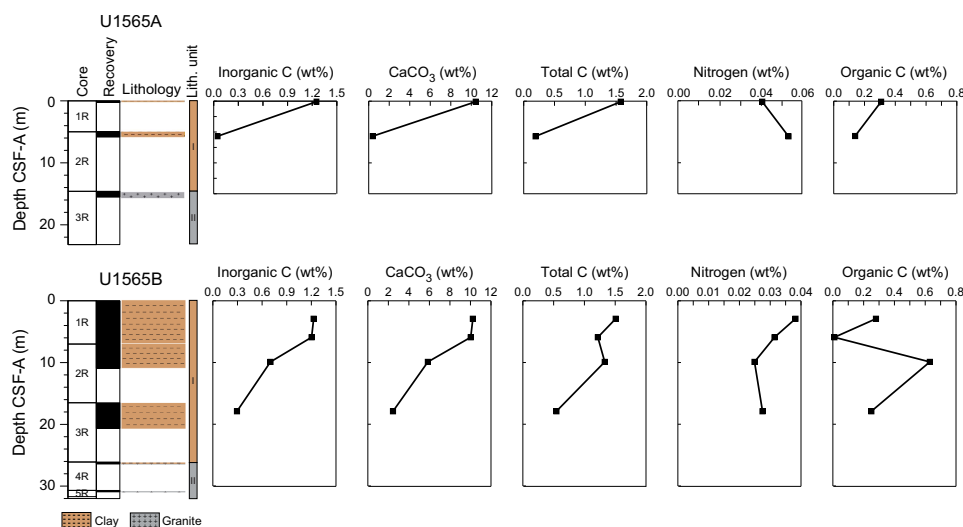 U1565A
Core
Recovery
Lithology
Lith. unit
Inorganic C (wt%)
CaCO3 (wt%)
Total C (wt%)
Nitrogen (wt%)
Organic C (wt%)
0.0 0.3 0.6 0.9 1.2 1.5
0 2 4 6 8 10 12
0.0 0.5 1.0 1.5 2.0
0.00 0.02 0.04 0.06
0.0 0.2 0.4 0.6 0.8
Depth CSF-A (m)
0
10
20
1R
2R
3R
I
II
U1565B
Inorganic C (wt%)
CaCO3 (wt%)
Total C (wt%)
Nitrogen (wt%)
Organic C (wt%)
0.0 0.3 0.6 0.9 1.2 1.5
0 2 4 6 8 10 12
0.0 0.5 1.0 1.5 2.0
0.00 0.01 0.02 0.03 0.04
0.0 0.2 0.4 0.6 0.8
Depth CSF-A (m)
0
10
20
30
1R
2R
3R
4R
5R
I
II
Clay
Granite